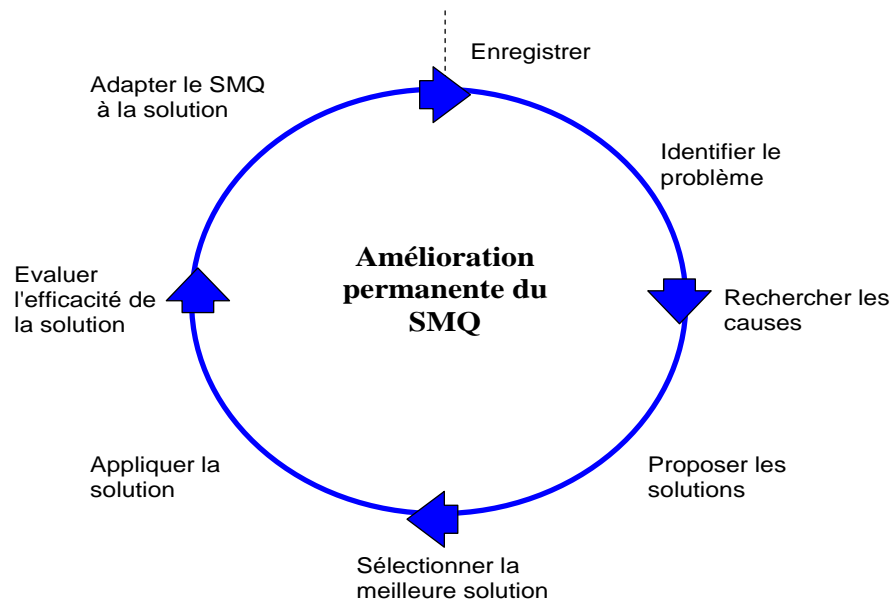 Enregistrer
Identifier le
problème
Rechercher les
causes
Proposer les
solutions
Sélectionner la
meilleure solution
Appliquer la
solution
Evaluer
l'efficacité de
la solution
Adapter le SMQ
à la solution
Amélioration
permanente du
SMQ